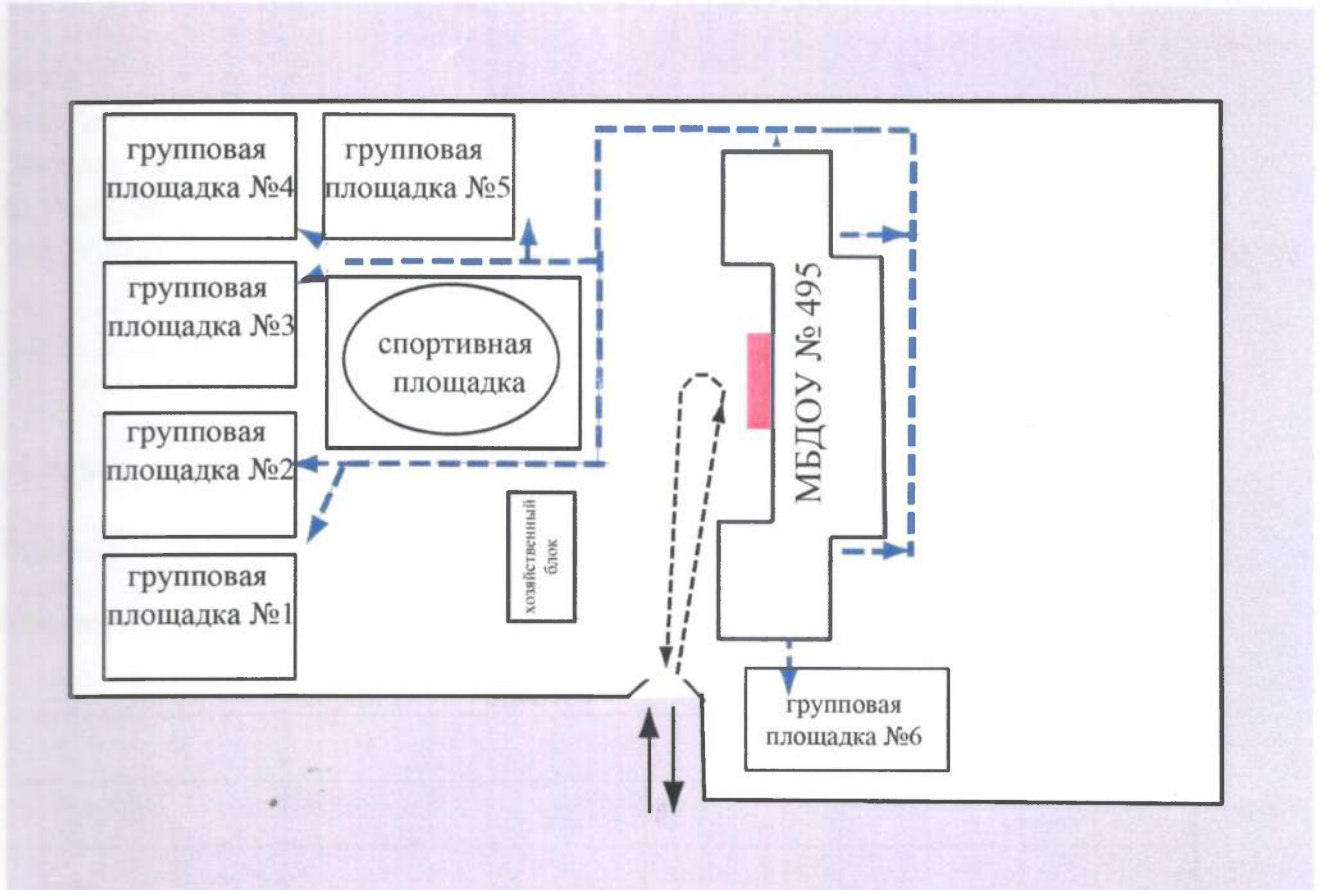 групповая
площадка №4
групповая
площадка №5
групповая
площадка №3
спортивная
площадка
групповая
площадка №2
групповая
площадка №1
хозяйственный
блок
МБДОУ № 495
групповая
площадка №6